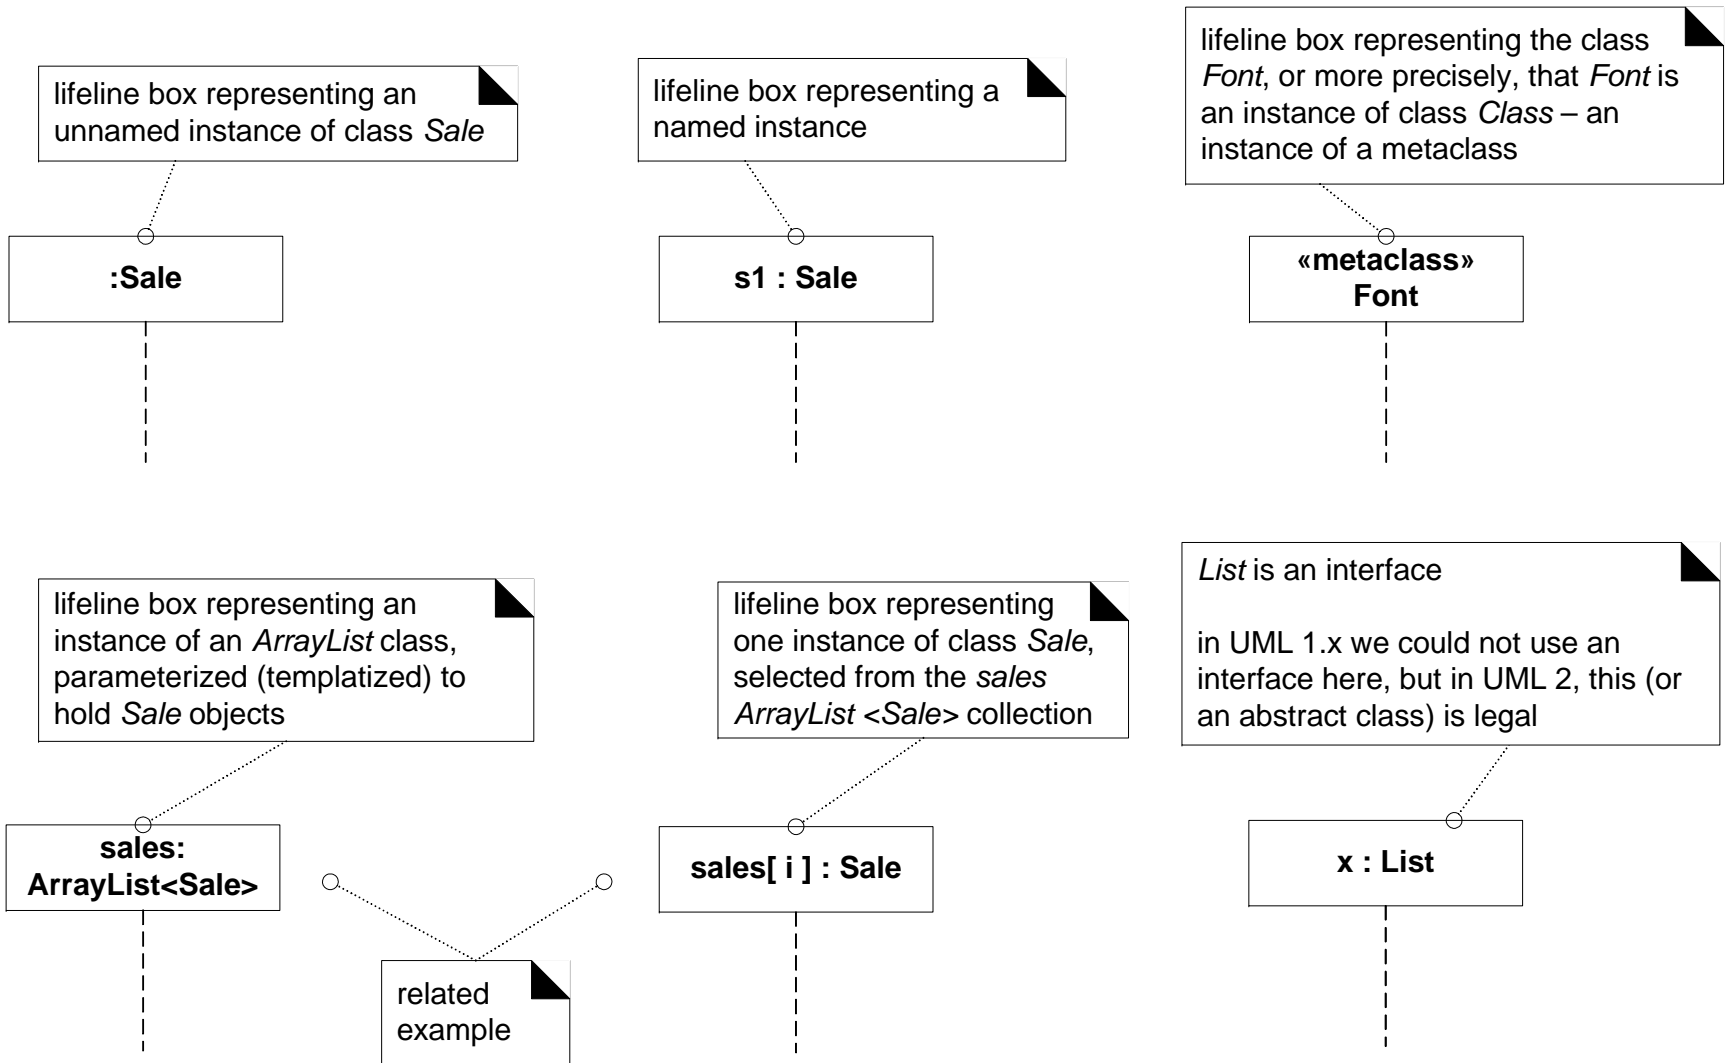 lifeline box representing an
unnamed instance of class Sale
lifeline box representing a
named instance
lifeline box representing the class
Font, or more precisely, that Font is
an instance of class Class – an
instance of a metaclass
:Sale
s1 : Sale
«metaclass»
Font
lifeline box representing an
instance of an ArrayList class,
parameterized (templatized) to
hold Sale objects
lifeline box representing
one instance of class Sale,
selected from the sales
ArrayList <Sale> collection
List is an interface
in UML 1.x we could not use an
interface here, but in UML 2, this (or
an abstract class) is legal
sales:
ArrayList<Sale>
sales[ i ] : Sale
x : List
related
example